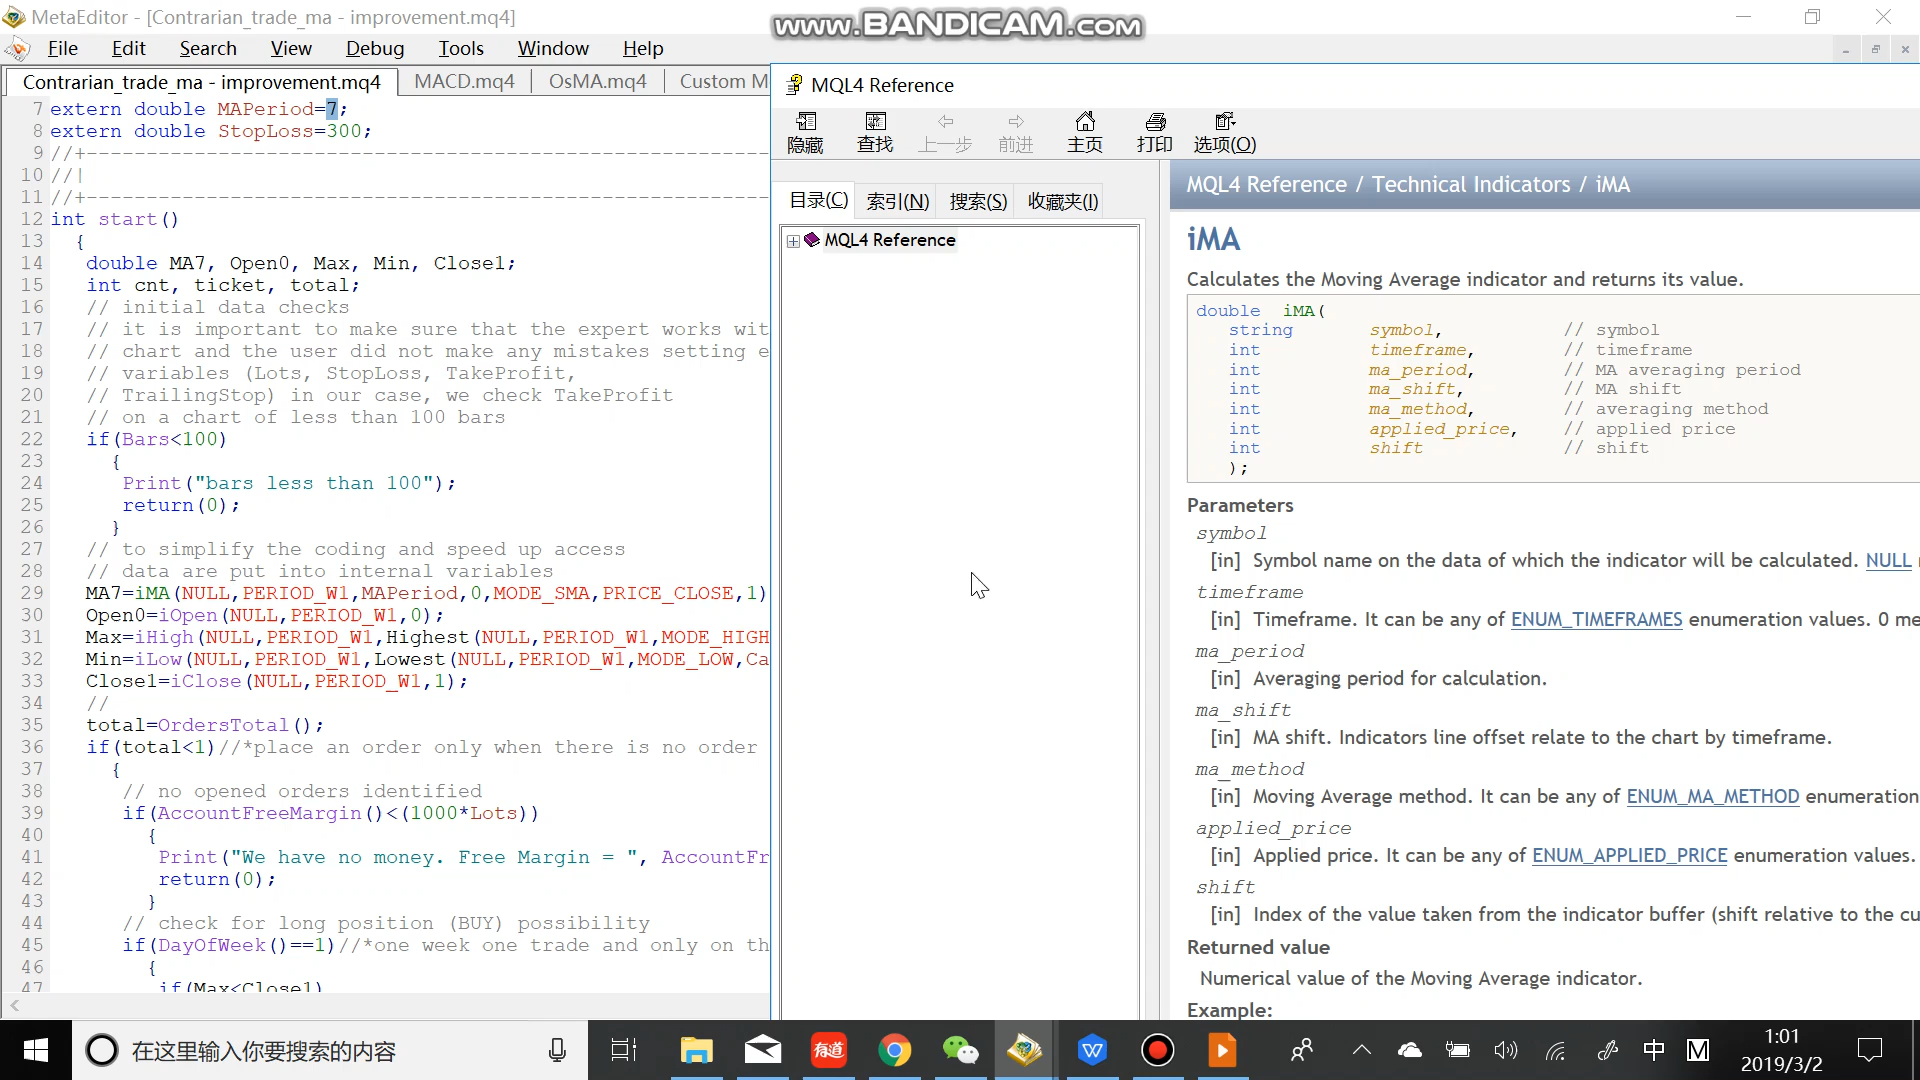 MetaEditor - [Contrarian_trade_ma - improvement.mq4]
www.BANDICAM.com
File Edit Search View Debug Tools Window Help
Contrarian_trade_ma - improvement.mq4 MACD.mq4 OsMA.mq4 Custom M
7 extern double MAPeriod=7;
8 extern double StopLoss=300;
9 //+------------------------------------------------------------
10 //|
11 //+------------------------------------------------------------
12 int start()
13 {
14 double MA7, Open0, Max, Min, Close1;
15 int cnt, ticket, total;
16 // initial data checks
17 // it is important to make sure that the expert works wit
18 // chart and the user did not make any mistakes setting e
19 // variables (Lots, StopLoss, TakeProfit,
20 // TrailingStop) in our case, we check TakeProfit
21 // on a chart of less than 100 bars
22 if(Bars<100)
23 {
24 Print("bars less than 100");
25 return(0);
26 }
27 // to simplify the coding and speed up access
28 // data are put into internal variables
29 MA7=iMA(NULL,PERIOD_W1,MAPeriod,0,MODE_SMA,PRICE_CLOSE,1)
30 Open0=iOpen(NULL,PERIOD_W1,0);
31 Max=iHigh(NULL,PERIOD_W1,Highest(NULL,PERIOD_W1,MODE_HIGH
32 Min=iLow(NULL,PERIOD_W1,Lowest(NULL,PERIOD_W1,MODE_LOW,Ca
33 Close1=iClose(NULL,PERIOD_W1,1);
34 //
35 total=OrdersTotal();
36 if(total<1)//*place an order only when there is no order
37 {
38 // no opened orders identified
39 if(AccountFreeMargin()<(1000*Lots))
40 {
41 Print("We have no money. Free Margin = ", AccountFr
42 return(0);
43 }
44 // check for long position (BUY) possibility
45 if(DayOfWeek()==1)//*one week one trade and only on th
46 {
47 if(Max<Close1)
MQL4 Reference
隐藏 查找 上一步 前进 主页 打印 选项(O)
目录(C) 索引(N) 搜索(S) 收藏夹(I)
MQL4 Reference
MQL4 Reference / Technical Indicators / iMA
iMA
Calculates the Moving Average indicator and returns its value.
double iMA(
string symbol, // symbol
int timeframe, // timeframe
int ma_period, // MA averaging period
int ma_shift, // MA shift
int ma_method, // averaging method
int applied_price, // applied price
int shift // shift
);
Parameters
symbol
[in] Symbol name on the data of which the indicator will be calculated. NULL
timeframe
[in] Timeframe. It can be any of ENUM_TIMEFRAMES enumeration values. 0 me
ma_period
[in] Averaging period for calculation.
ma_shift
[in] MA shift. Indicators line offset relate to the chart by timeframe.
ma_method
[in] Moving Average method. It can be any of ENUM_MA_METHOD enumeration
applied_price
[in] Applied price. It can be any of ENUM_APPLIED_PRICE enumeration values.
shift
[in] Index of the value taken from the indicator buffer (shift relative to the cu
Returned value
Numerical value of the Moving Average indicator.
Example:
在这里输入你要搜索的内容
有道
中
M
1:01
2019/3/2